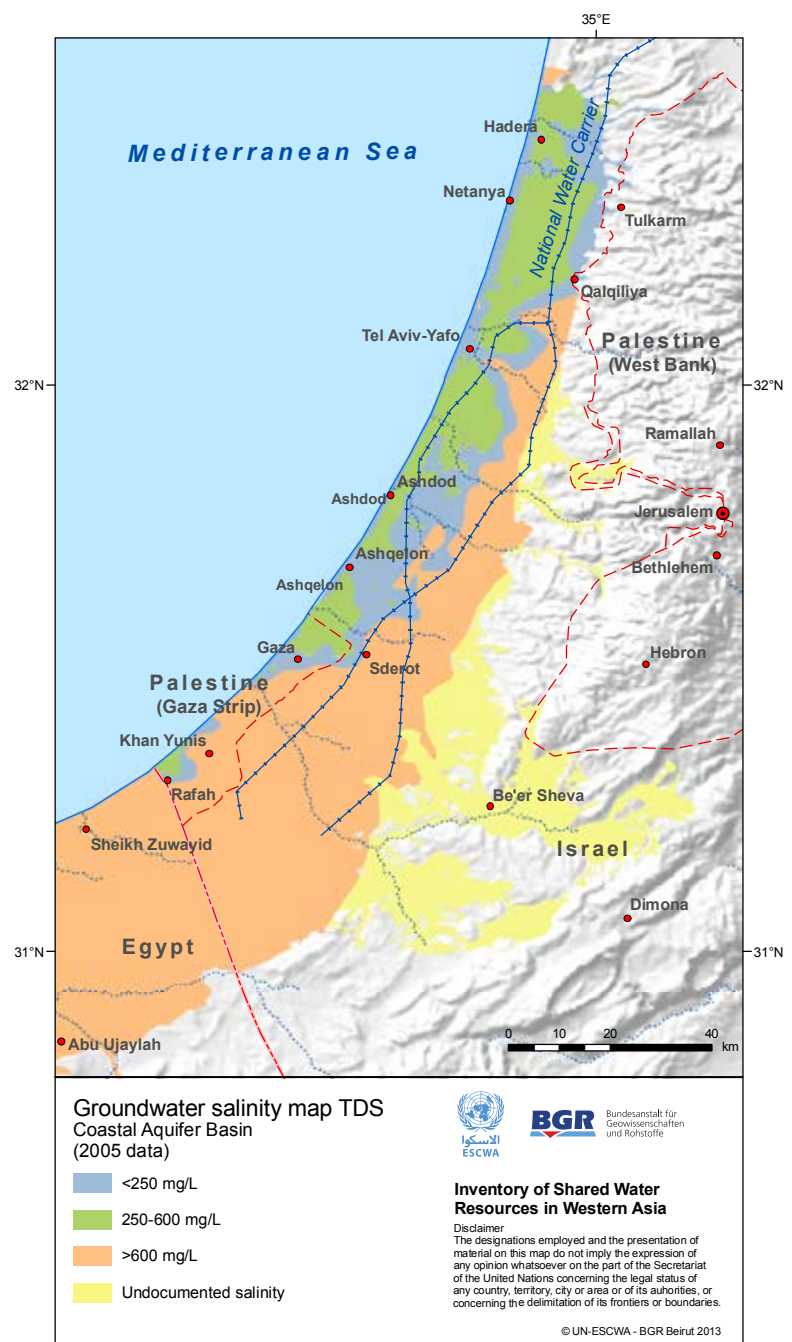 35°E
Hadera
National Water Carrier
Mediterranean Sea
Netanya
Tulkarm
Qalqiliya
Tel Aviv-Yafo
Palestine
(West Bank)
32°N
32°N
Ramallah
Ashdod
Ashdod
Jerusalem
Ashqelon
Bethlehem
Ashqelon
Gaza
Sderot
Hebron
Palestine
(Gaza Strip)
Khan Yunis
Rafah
Be'er Sheva
Sheikh Zuwayid
Israel
Dimona
Egypt
31°N
31°N
0 10 20 40
km
Abu Ujaylah
Groundwater salinity map TDS
Coastal Aquifer Basin
(2005 data)
<250 mg/L
250-600 mg/L
>600 mg/L
Undocumented salinity
الاسكوا
ESCWA
BGR
Bundesanstalt für
Geowissenschaften
und Rohstoffe
Inventory of Shared Water
Resources in Western Asia
Disclaimer
The designations employed and the presentation of
material on this map do not imply the expression of
any opinion whatsoever on the part of the Secretariat
of the United Nations concerning the legal status of
any country, territory, city or area or of its auhorities, or
concerning the delimitation of its frontiers or boundaries.
© UN-ESCWA - BGR Beirut 2013